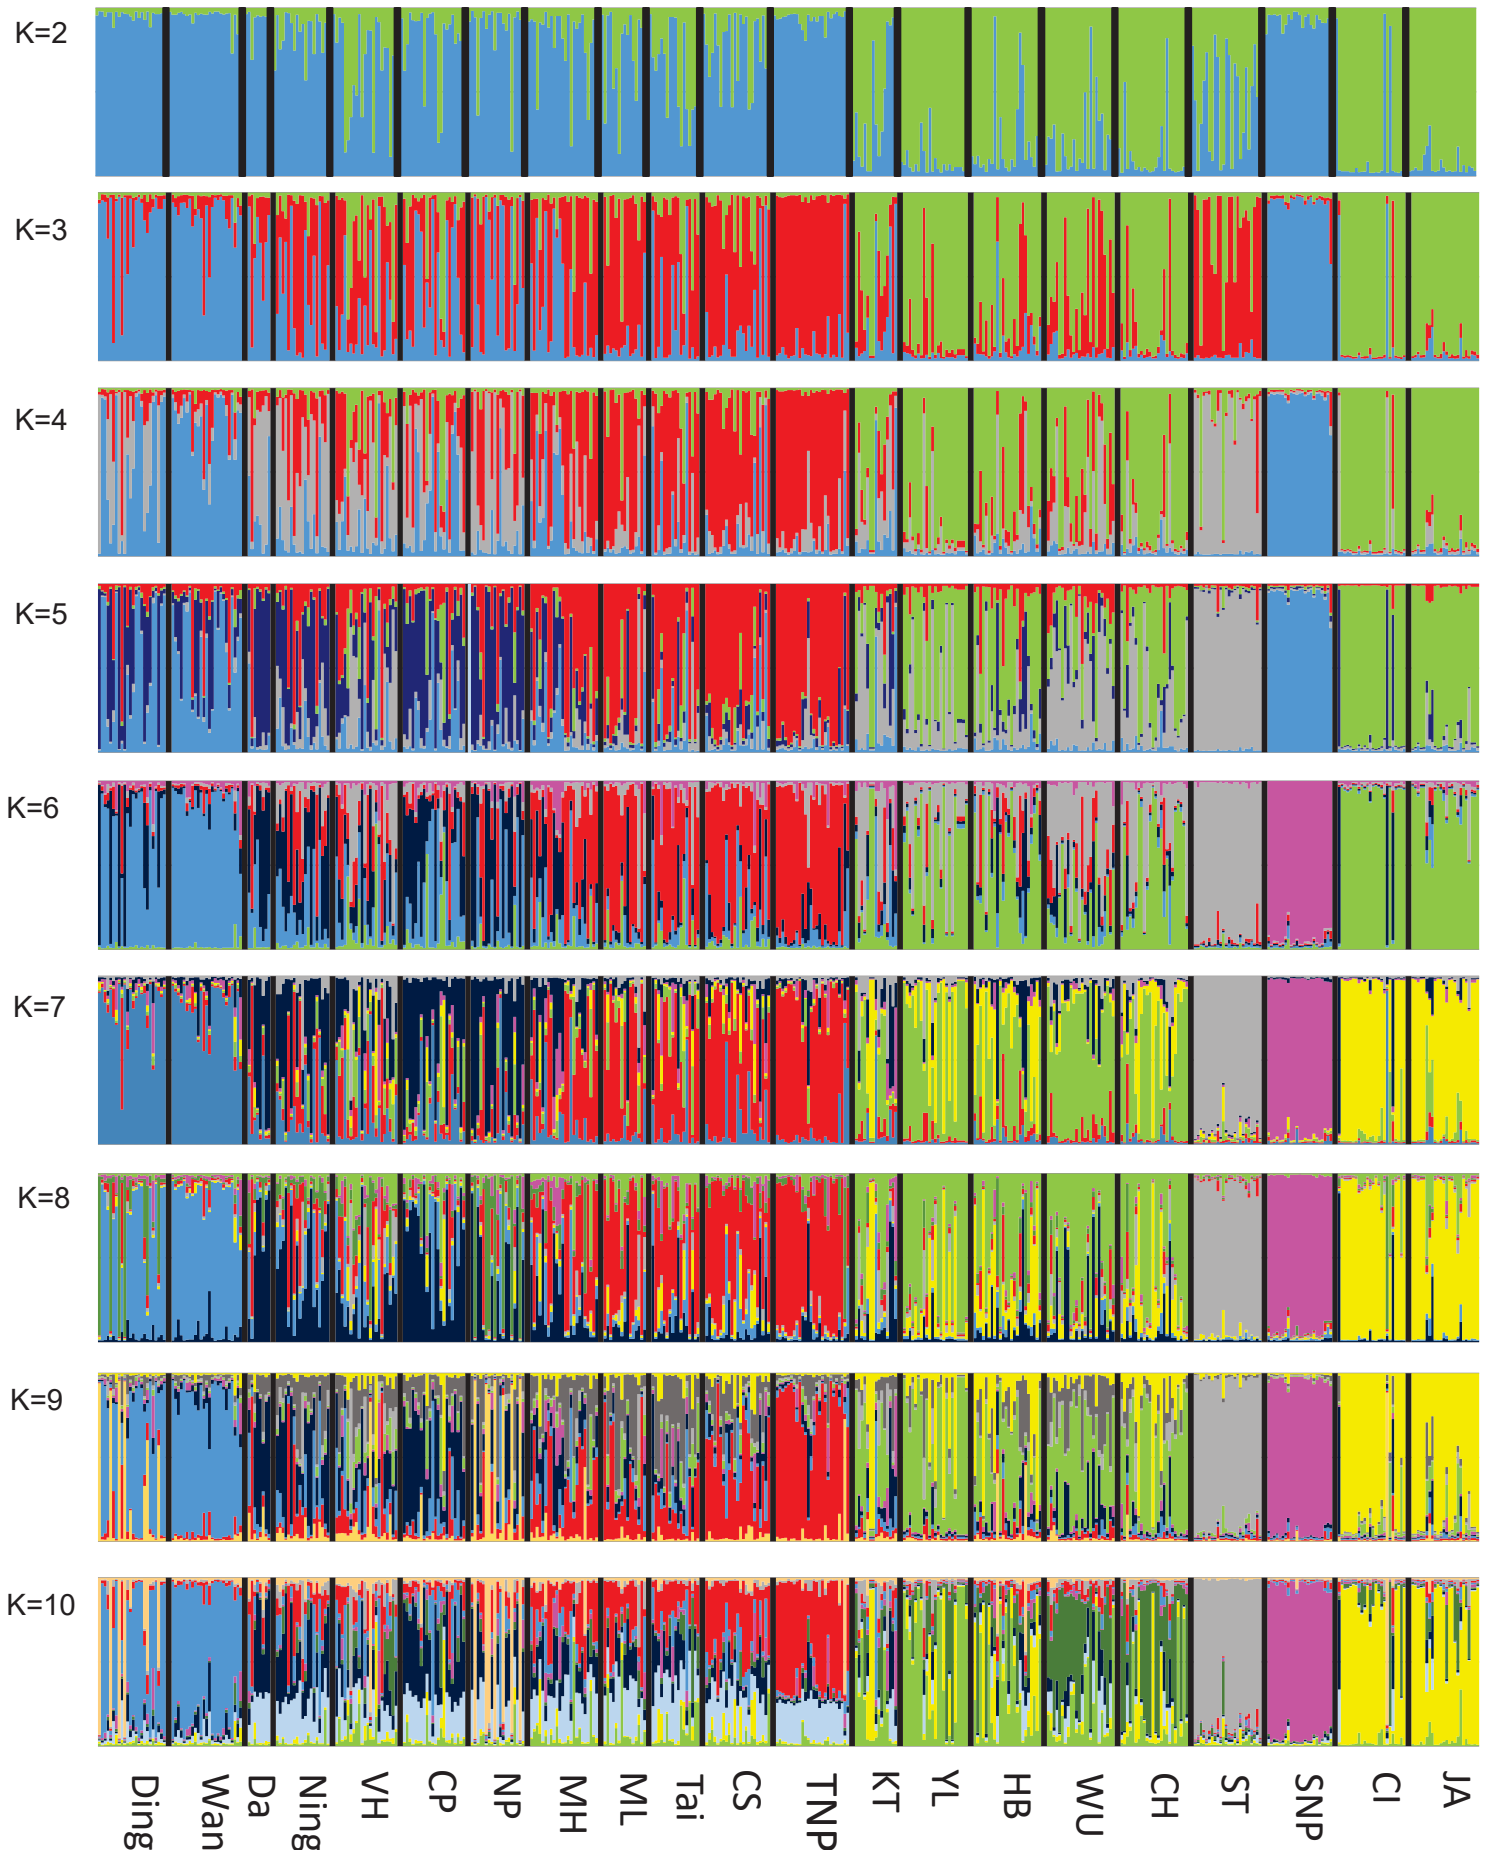 K=2
K=3
K=4
K=5
K=6
K=7
K=8
K=9
K=10
Ding
Wan
Da
Ning
VH
CP
NP
MH
ML
Tai
CS
TNP
KT
YL
HB
WU
CH
ST
SNP
CI
JA